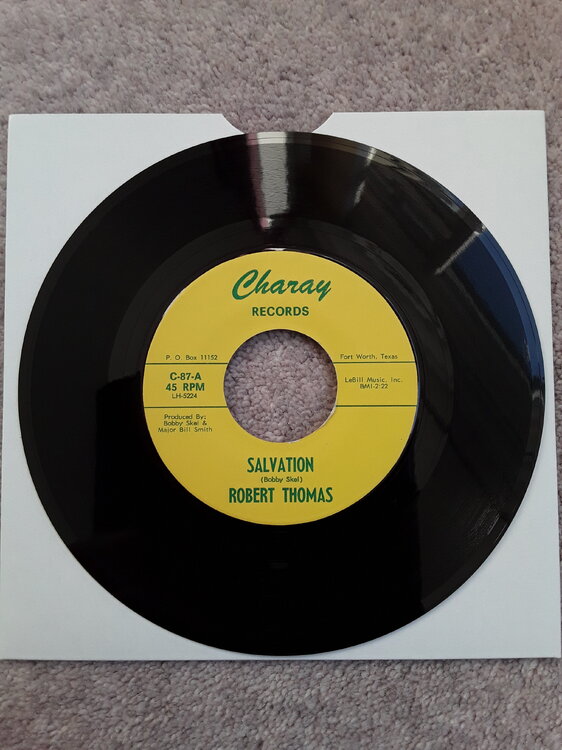 Charay
RECORDS
P. O. Box 11152
Fort Worth, Texas
C-87-A
45 RPM
LH-5224
LeBill Music, Inc.
BMI-2:22
Produced By:
Bobby Skel &
Major Bill Smith
SALVATION
(Bobby Skel)
ROBERT THOMAS